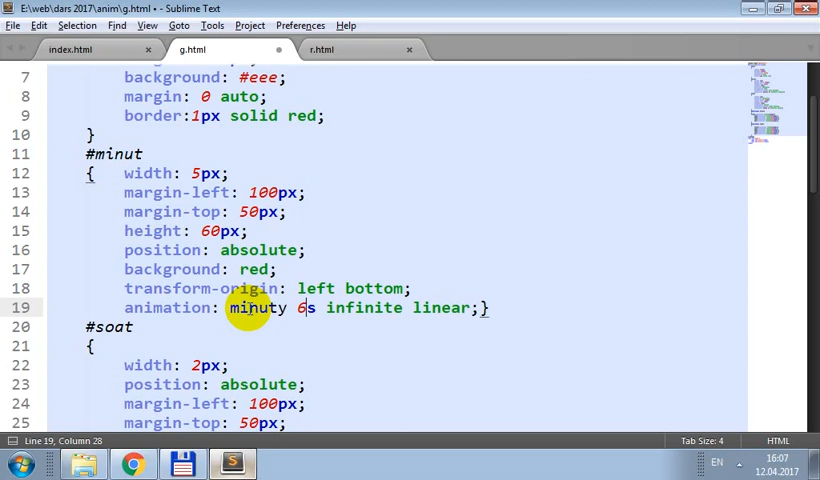 E:\web\dars 2017\anim\g.html • - Sublime Text
File Edit Selection Find View Goto Tools Project Preferences Help
index.html g.html r.html
7 background: #eee;
8 margin: 0 auto;
9 border:1px solid red;
10 }
11 #minut
12 { width: 5px;
13 margin-left: 100px;
14 margin-top: 50px;
15 height: 60px;
16 position: absolute;
17 background: red;
18 transform-origin: left bottom;
19 animation: minuty 6s infinite linear;}
20 #soat
21 {
22 width: 2px;
23 position: absolute;
24 margin-left: 100px;
25 margin-top: 50px;
Line 19, Column 28 Tab Size: 4 HTML
EN 16:07
12.04.2017